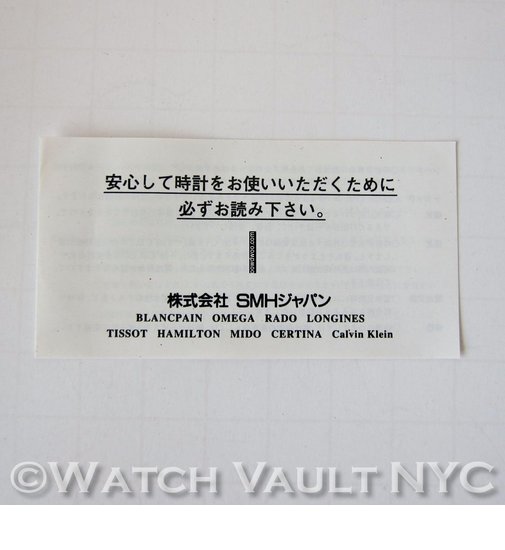 安心して時計をお使いいただくために
必ずお読み下さい。
株式会社 SMHジャパン
BLANCPAIN OMEGA RADO LONGINES
TISSOT HAMILTON MIDO CERTINA Calvin Klein
©WATCH VAULT NYC